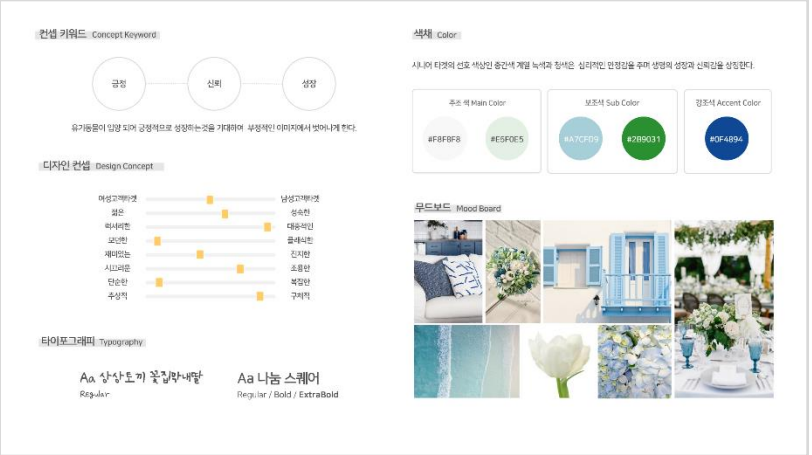 컨셉 키워드 Concept Keyword
긍정
신뢰
성장
유기동물이 입양 되어 긍정적으로 성장하는것을 기대하며 부정적인 이미지에서 벗어나게 한다.
디자인 컨셉 Design Concept
여성고객타겟 남성고객타겟
젊은 성숙한
럭셔리한 대중적인
모던한 클래식한
재미있는 진지한
시끄러운 조용한
단순한 복잡한
추상적 구체적
타이포그래피 Typography
Aa 상상토끼 꽃집막내딸
Regular
Aa 나눔 스퀘어
Regular / Bold / ExtraBold
색채 Color
시니어 타겟의 선호 색상인 중간색 계열 녹색과 청색은 심리적인 안정감을 주며 생명의 성장과 신뢰감을 상징한다.
주조 색 Main Color
#F8F8F8
#E5F0E5
보조색 Sub Color
#A7CFD9
#2B9031
강조색 Accent Color
#0F4894
무드보드 Mood Board